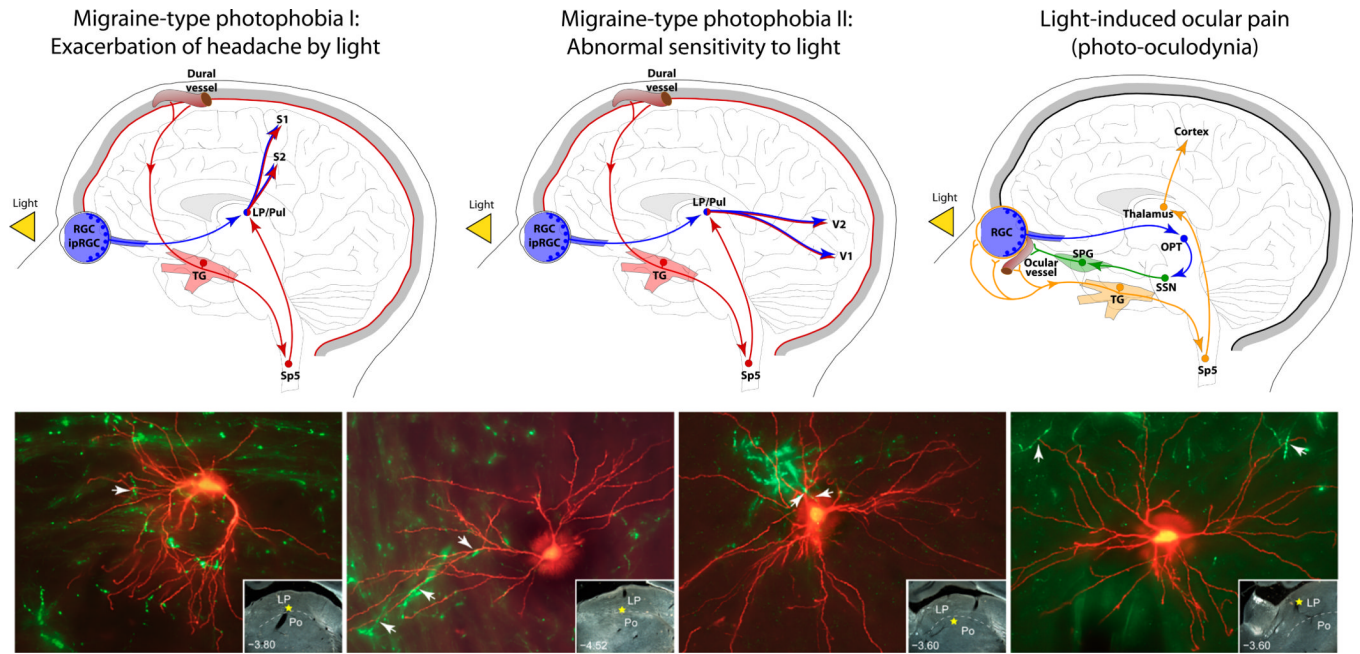 Migraine-type photophobia I:
Exacerbation of headache by light
Dural
vessel
S1
S2
Light
LP/Pul
RGC
ipRGC
TG
Sp5
Migraine-type photophobia II:
Abnormal sensitivity to light
Dural
vessel
Light
LP/Pul
RGC
ipRGC
V2
V1
TG
Sp5
Light-induced ocular pain
(photo-oculodynia)
Cortex
Light
Thalamus
RGC
OPT
Ocular
vessel
SPG
SSN
TG
Sp5
LP
Po
−3.80
LP
Po
−4.52
LP
Po
−3.60
LP
Po
−3.60